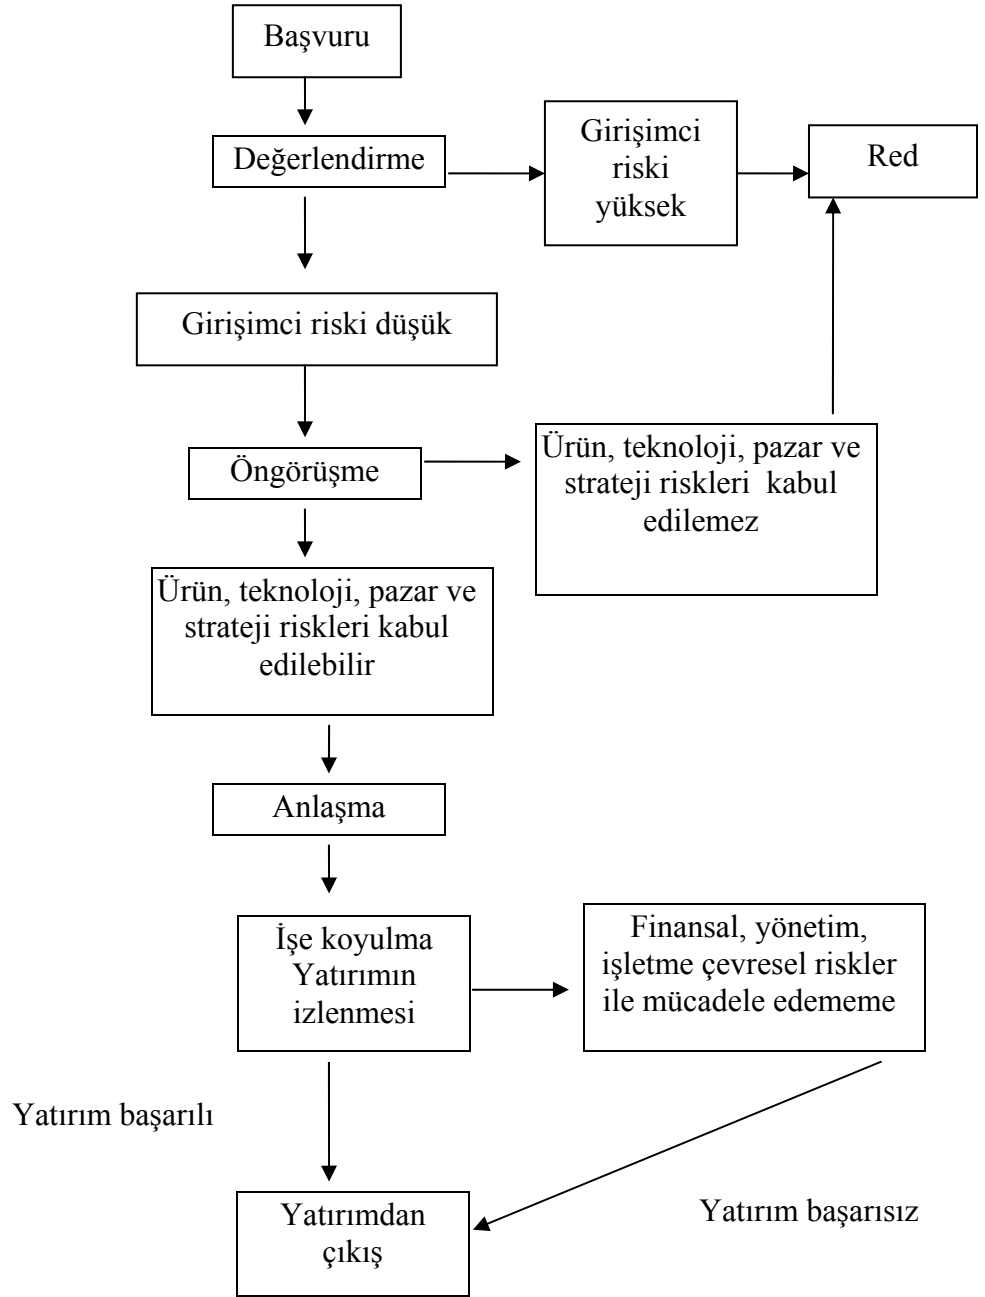 Başvuru
Değerlendirme
Girişimci
riski
yüksek
Red
Girişimci riski düşük
Öngörüşme
Ürün, teknoloji, pazar ve
strateji riskleri  kabul
edilemez
Ürün, teknoloji, pazar ve
strateji riskleri kabul
edilebilir
Anlaşma
İşe koyulma
Yatırımın
izlenmesi
Finansal, yönetim,
işletme çevresel riskler
ile mücadele edememe
Yatırım başarılı
Yatırımdan
çıkış
Yatırım başarısız